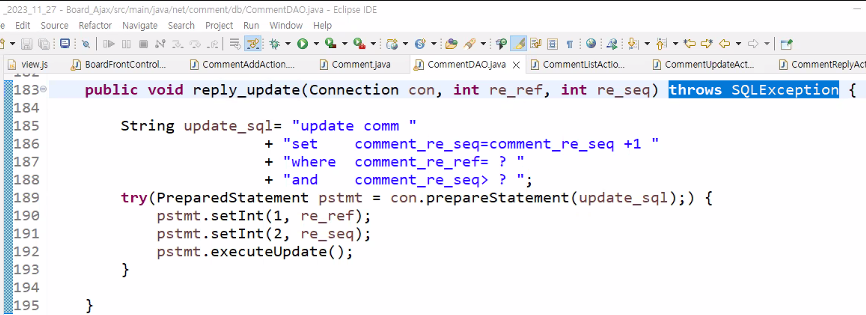 _2023_11_27 - Board_Ajax/src/main/java/net/comment/db/CommentDAO.java - Eclipse IDE
e Edit Source Refactor Navigate Search Project Run Window Help
view.js BoardFrontControl... CommentAddAction.... Comment.java CommentDAO.java CommentListActio... CommentUpdateAct... CommentReplyAct
182
183 public void reply_update(Connection con, int re_ref, int re_seq) throws SQLException {
184
185 String update_sql= "update comm "
186 + "set    comment_re_seq=comment_re_seq +1 "
187 + "where  comment_re_ref= ? "
188 + "and    comment_re_seq> ? ";
189 try(PreparedStatement pstmt = con.prepareStatement(update_sql);) {
190 pstmt.setInt(1, re_ref);
191 pstmt.setInt(2, re_seq);
192 pstmt.executeUpdate();
193 }
194
195 }